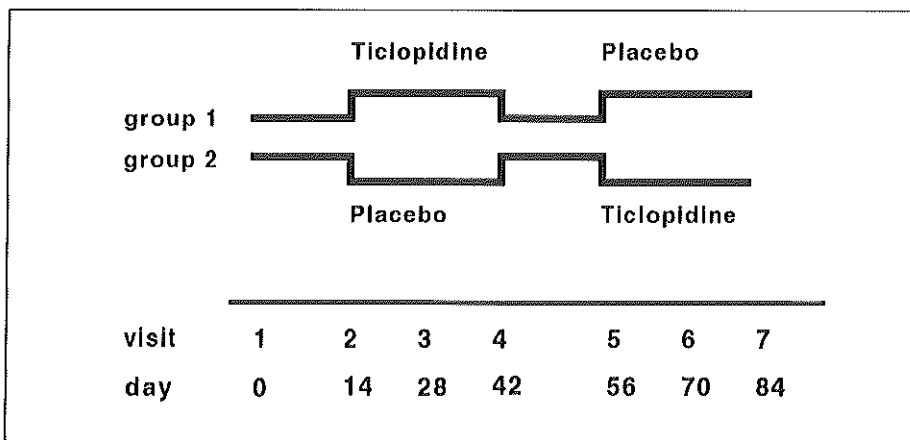 Ticlopidine Placebo
group 1
group 2
Placebo Ticlopidine
visit 1 2 3 4 5 6 7
day 0 14 28 42 56 70 84